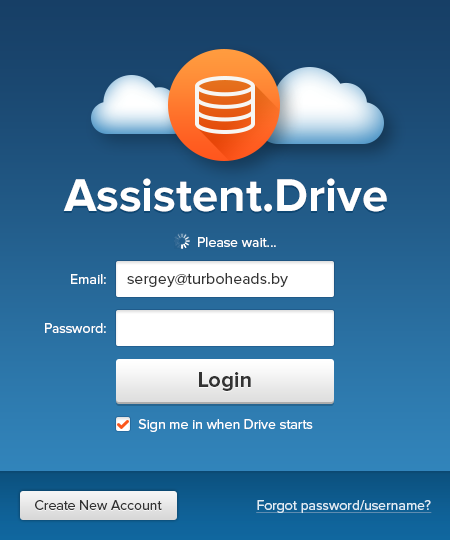 Assistent.Drive
Please wait...
Email: sergey@turboheads.by
Password:
Login
Sign me in when Drive starts
Create New Account Forgot password/username?